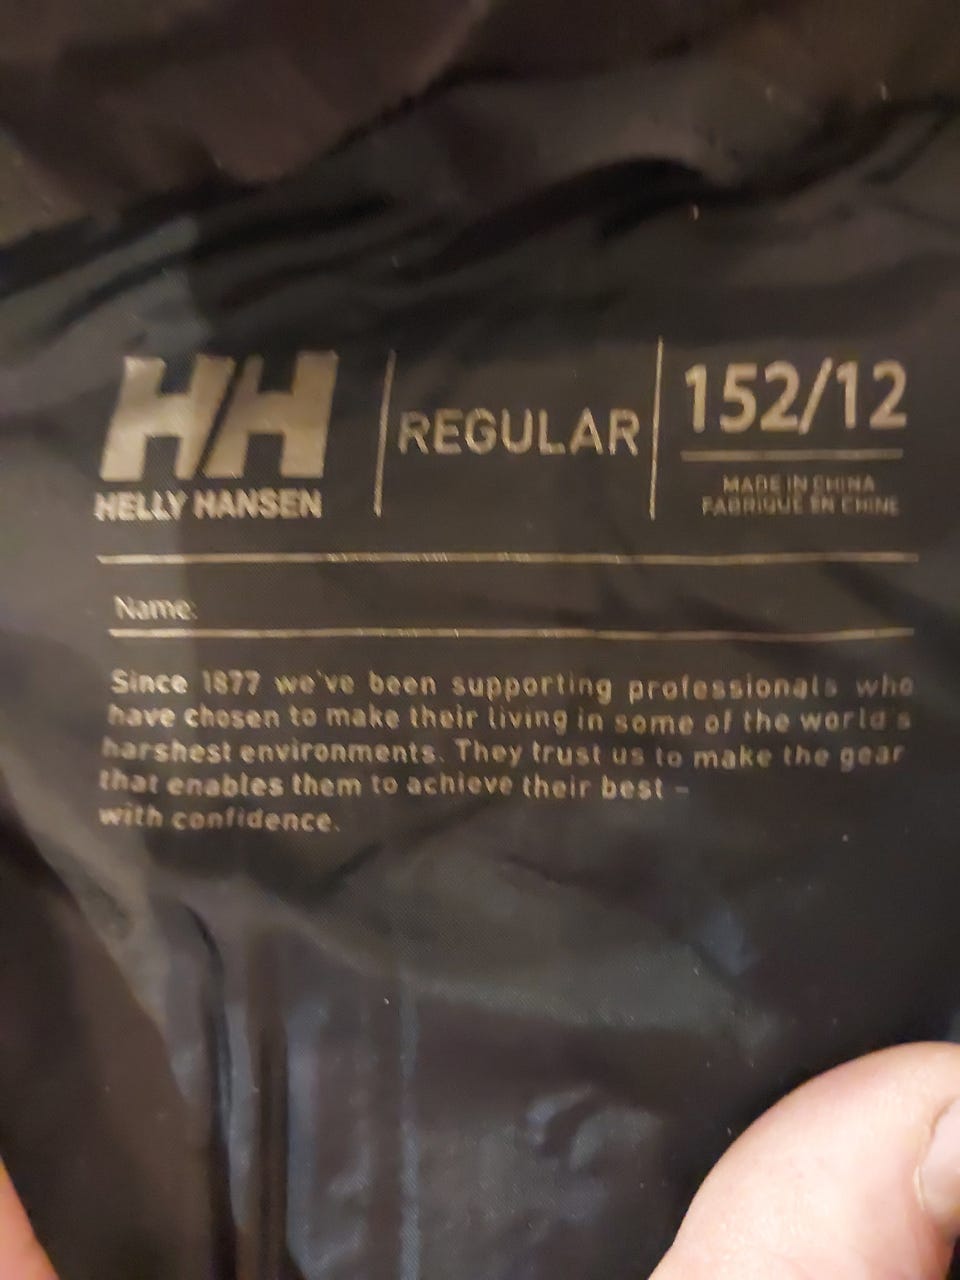 HH
HELLY HANSEN
REGULAR
152/12
MADE IN CHINA
FABRIQUÉ EN CHINE
Name:
Since 1877 we've been supporting professionals who
have chosen to make their living in some of the world's
harshest environments. They trust us to make the gear
that enables them to achieve their best –
with confidence.